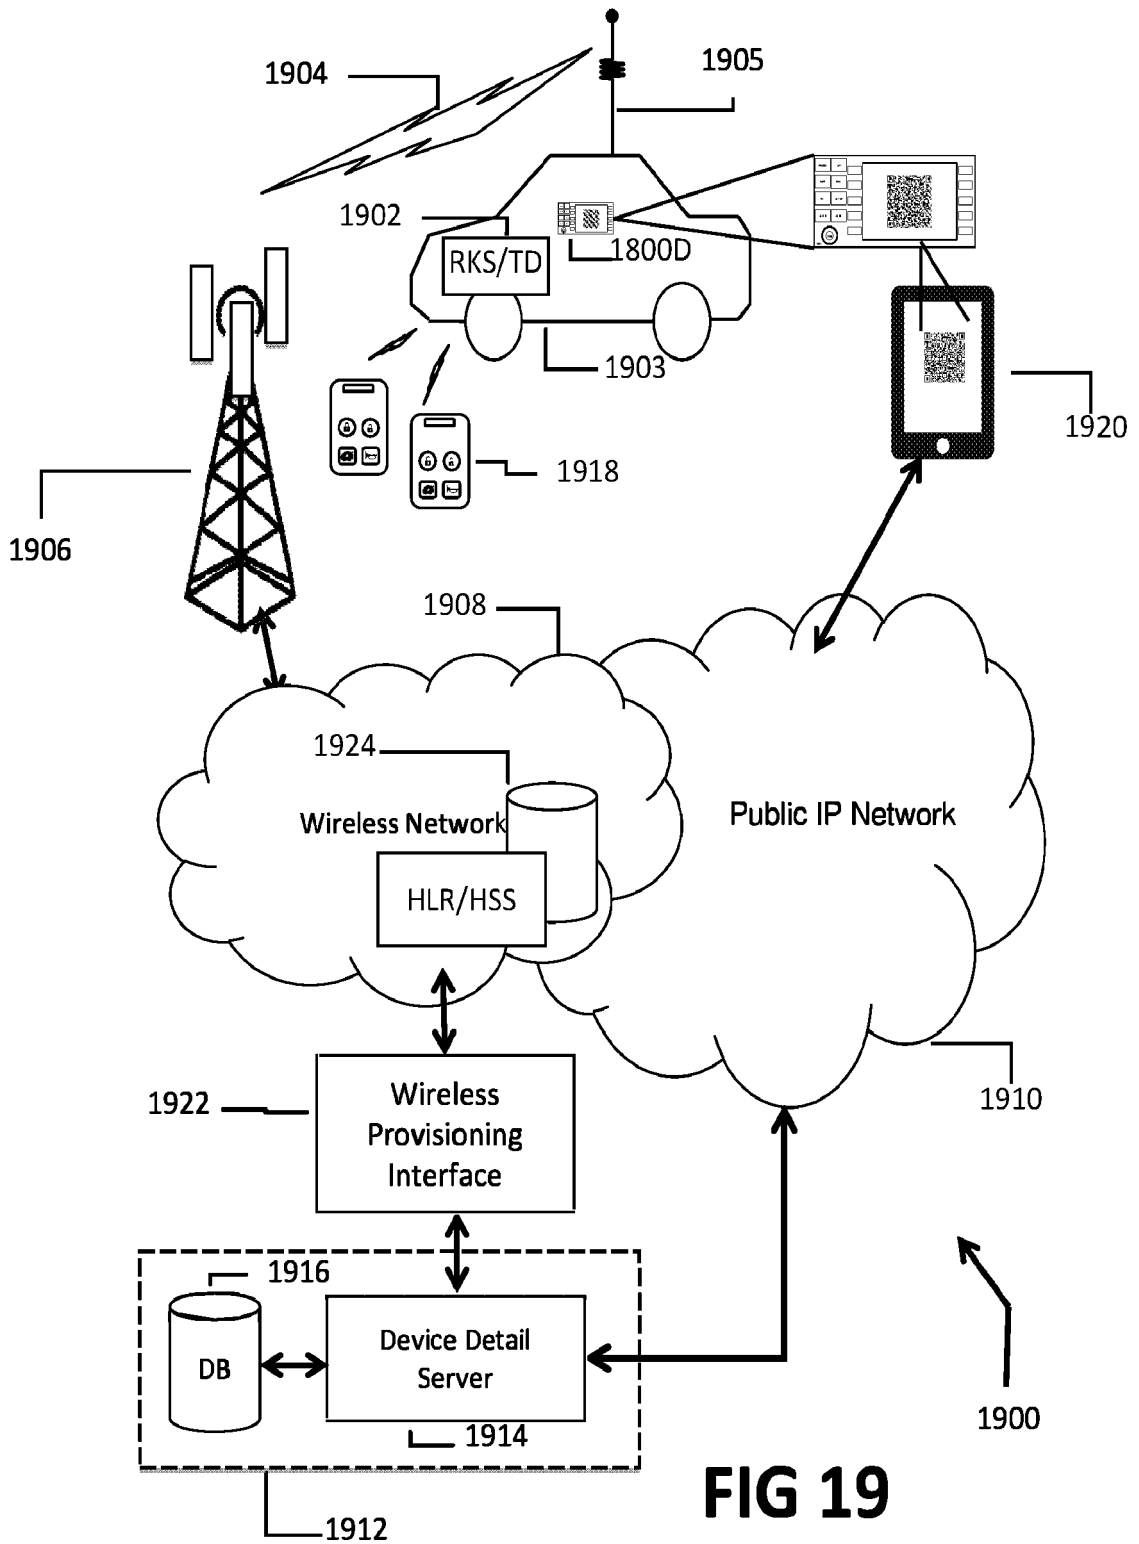 1904
1905
1902
RKS/TD
1800D
1903
1920
1918
1906
1908
1924
Wireless Network
Public IP Network
HLR/HSS
1910
1922
Wireless
Provisioning
Interface
1916
DB
Device Detail
Server
1914
1900
FIG 19
1912